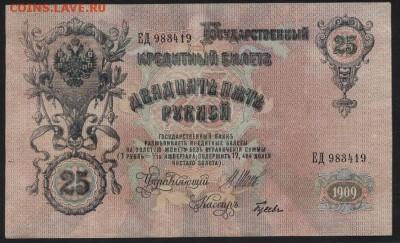 COINS.LAVE.RU
ЕД 983419
Государственный
25
Кредитный Билетъ
25
Двадцать пять
рублей
Государственный Банкъ
размѣниваетъ кредитные билеты
на золотую монету безъ ограниченія суммы
(1 рубль = 1/15 имперіала, содержитъ 17,424 долей
чистаго золота).
ЕД 983419
25
Управляющій
Кассиръ
1909